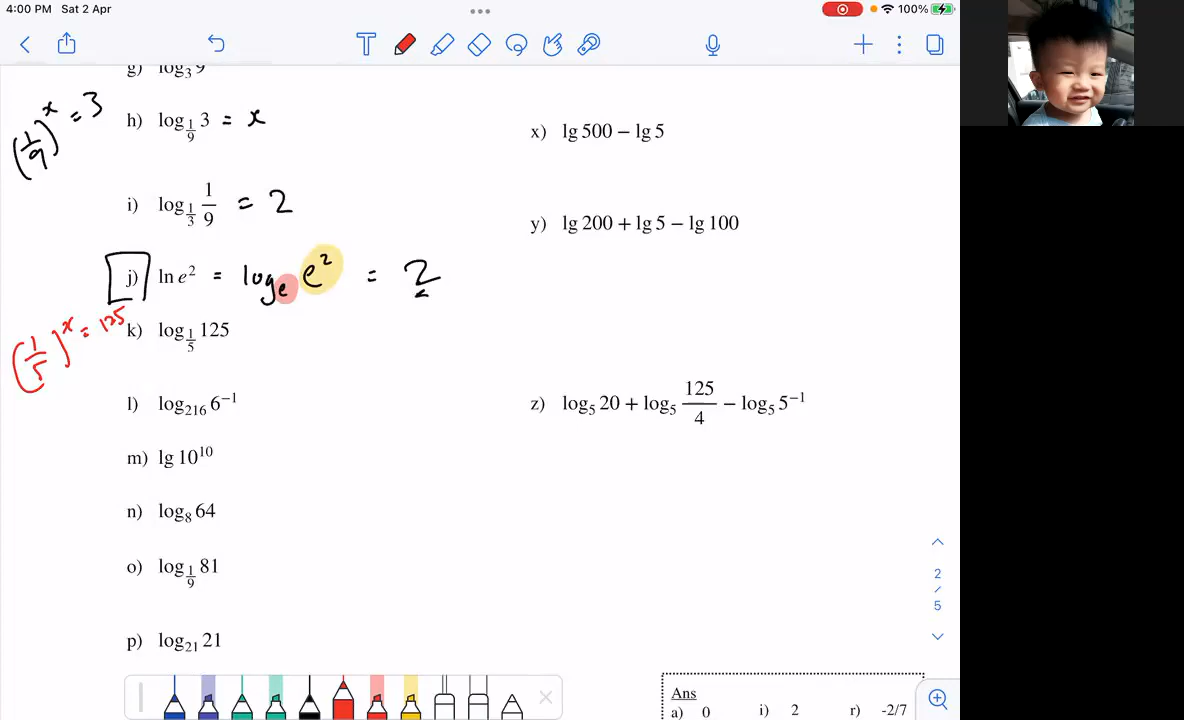 4:00 PM Sat 2 Apr
100%
g) log₃ 9
(1/9)ˣ = 3
h) log_{1/9} 3 = x
i) log_{1/3} 1/9 = 2
j) ln e² = logₑ e² = 2
(1/5)ˣ = 125
k) log_{1/5} 125
l) log₂₁₆ 6⁻¹
m) lg 10¹⁰
n) log₈ 64
o) log_{1/9} 81
p) log₂₁ 21
x) lg 500 − lg 5
y) lg 200 + lg 5 − lg 100
z) log₅ 20 + log₅ 125/4 − log₅ 5⁻¹
2
/
5
Ans
a) 0 i) 2 r) -2/7